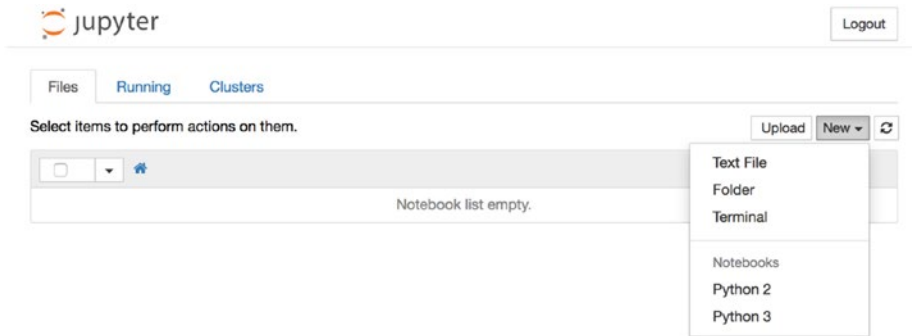 jupyter
Logout
Files Running Clusters
Select items to perform actions on them.
Upload New
Notebook list empty.
Text File
Folder
Terminal
Notebooks
Python 2
Python 3